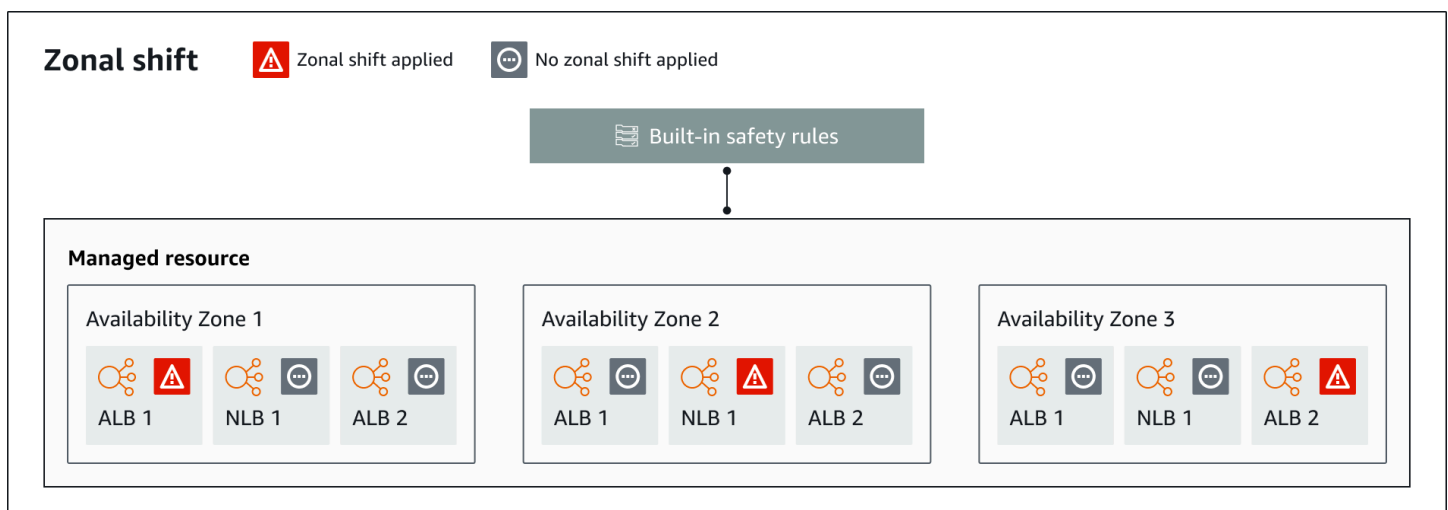 Zonal shift
Zonal shift applied
No zonal shift applied
Built-in safety rules
Managed resource
Availability Zone 1
ALB 1
NLB 1
ALB 2
Availability Zone 2
ALB 1
NLB 1
ALB 2
Availability Zone 3
ALB 1
NLB 1
ALB 2